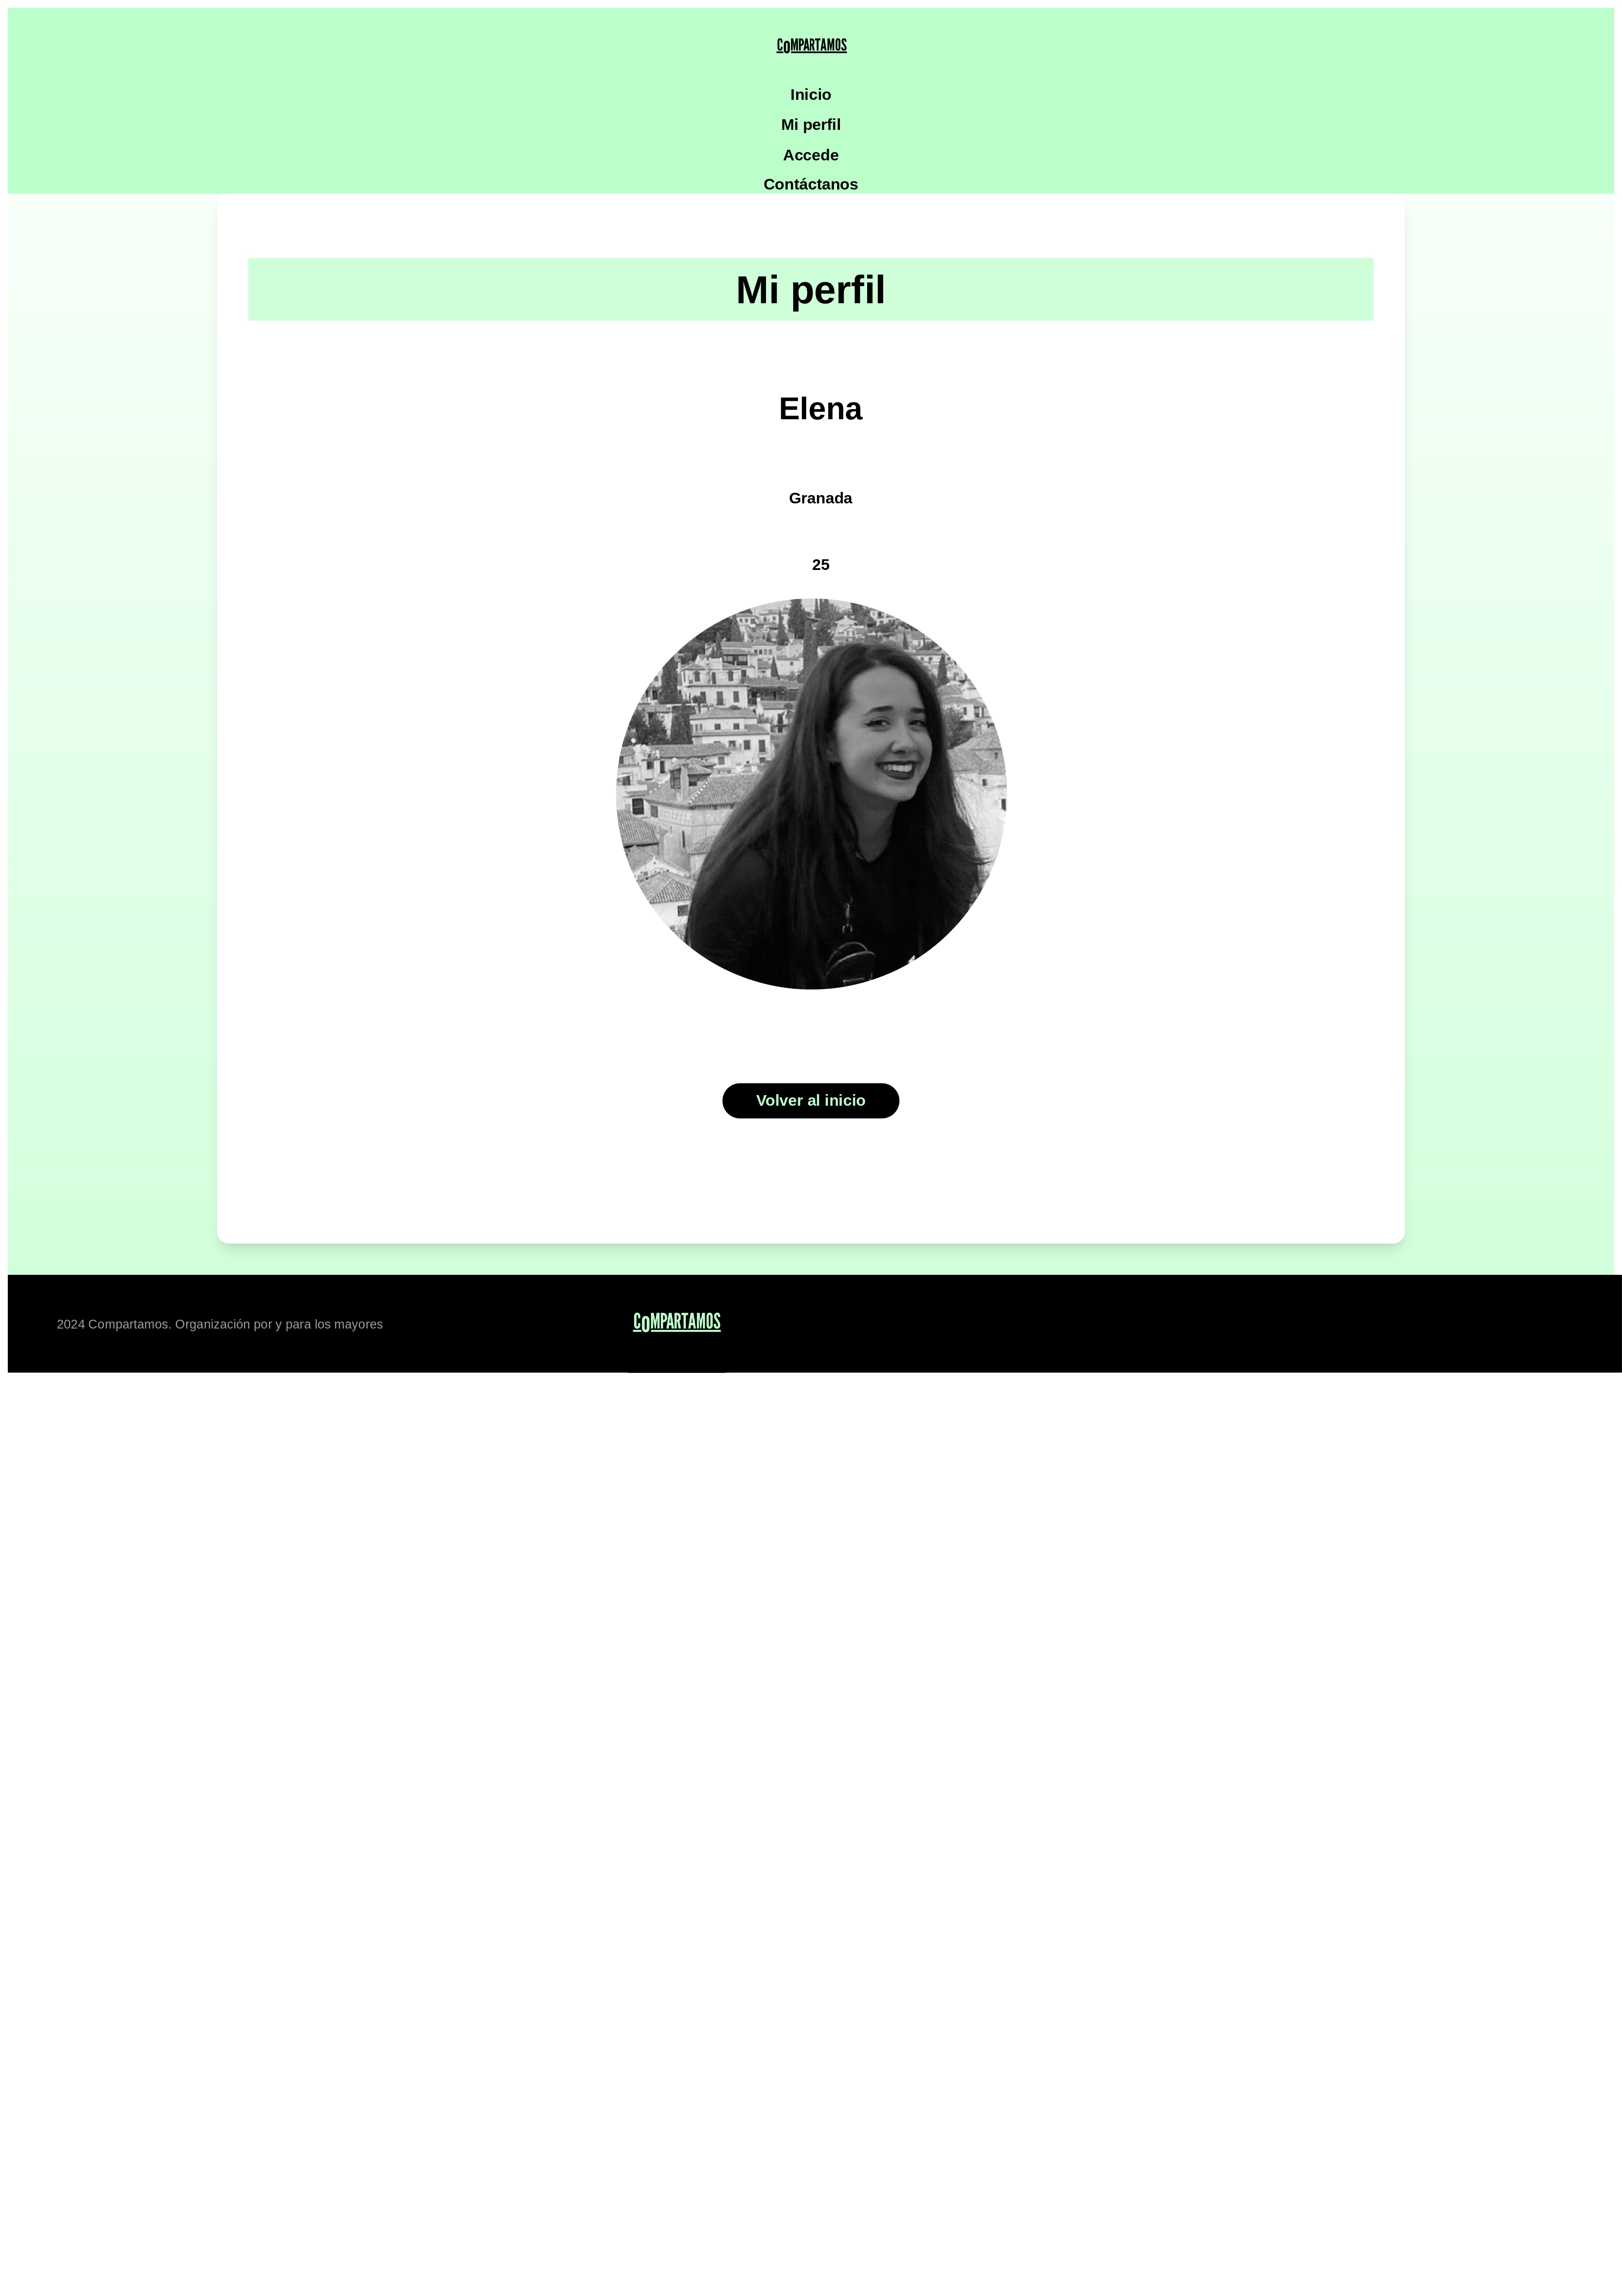 CoMPARTAMOS
Inicio
Mi perfil
Accede
Contáctanos
Mi perfil
Elena
Granada
25
Volver al inicio
2024 Compartamos. Organización por y para los mayores
CoMPARTAMOS